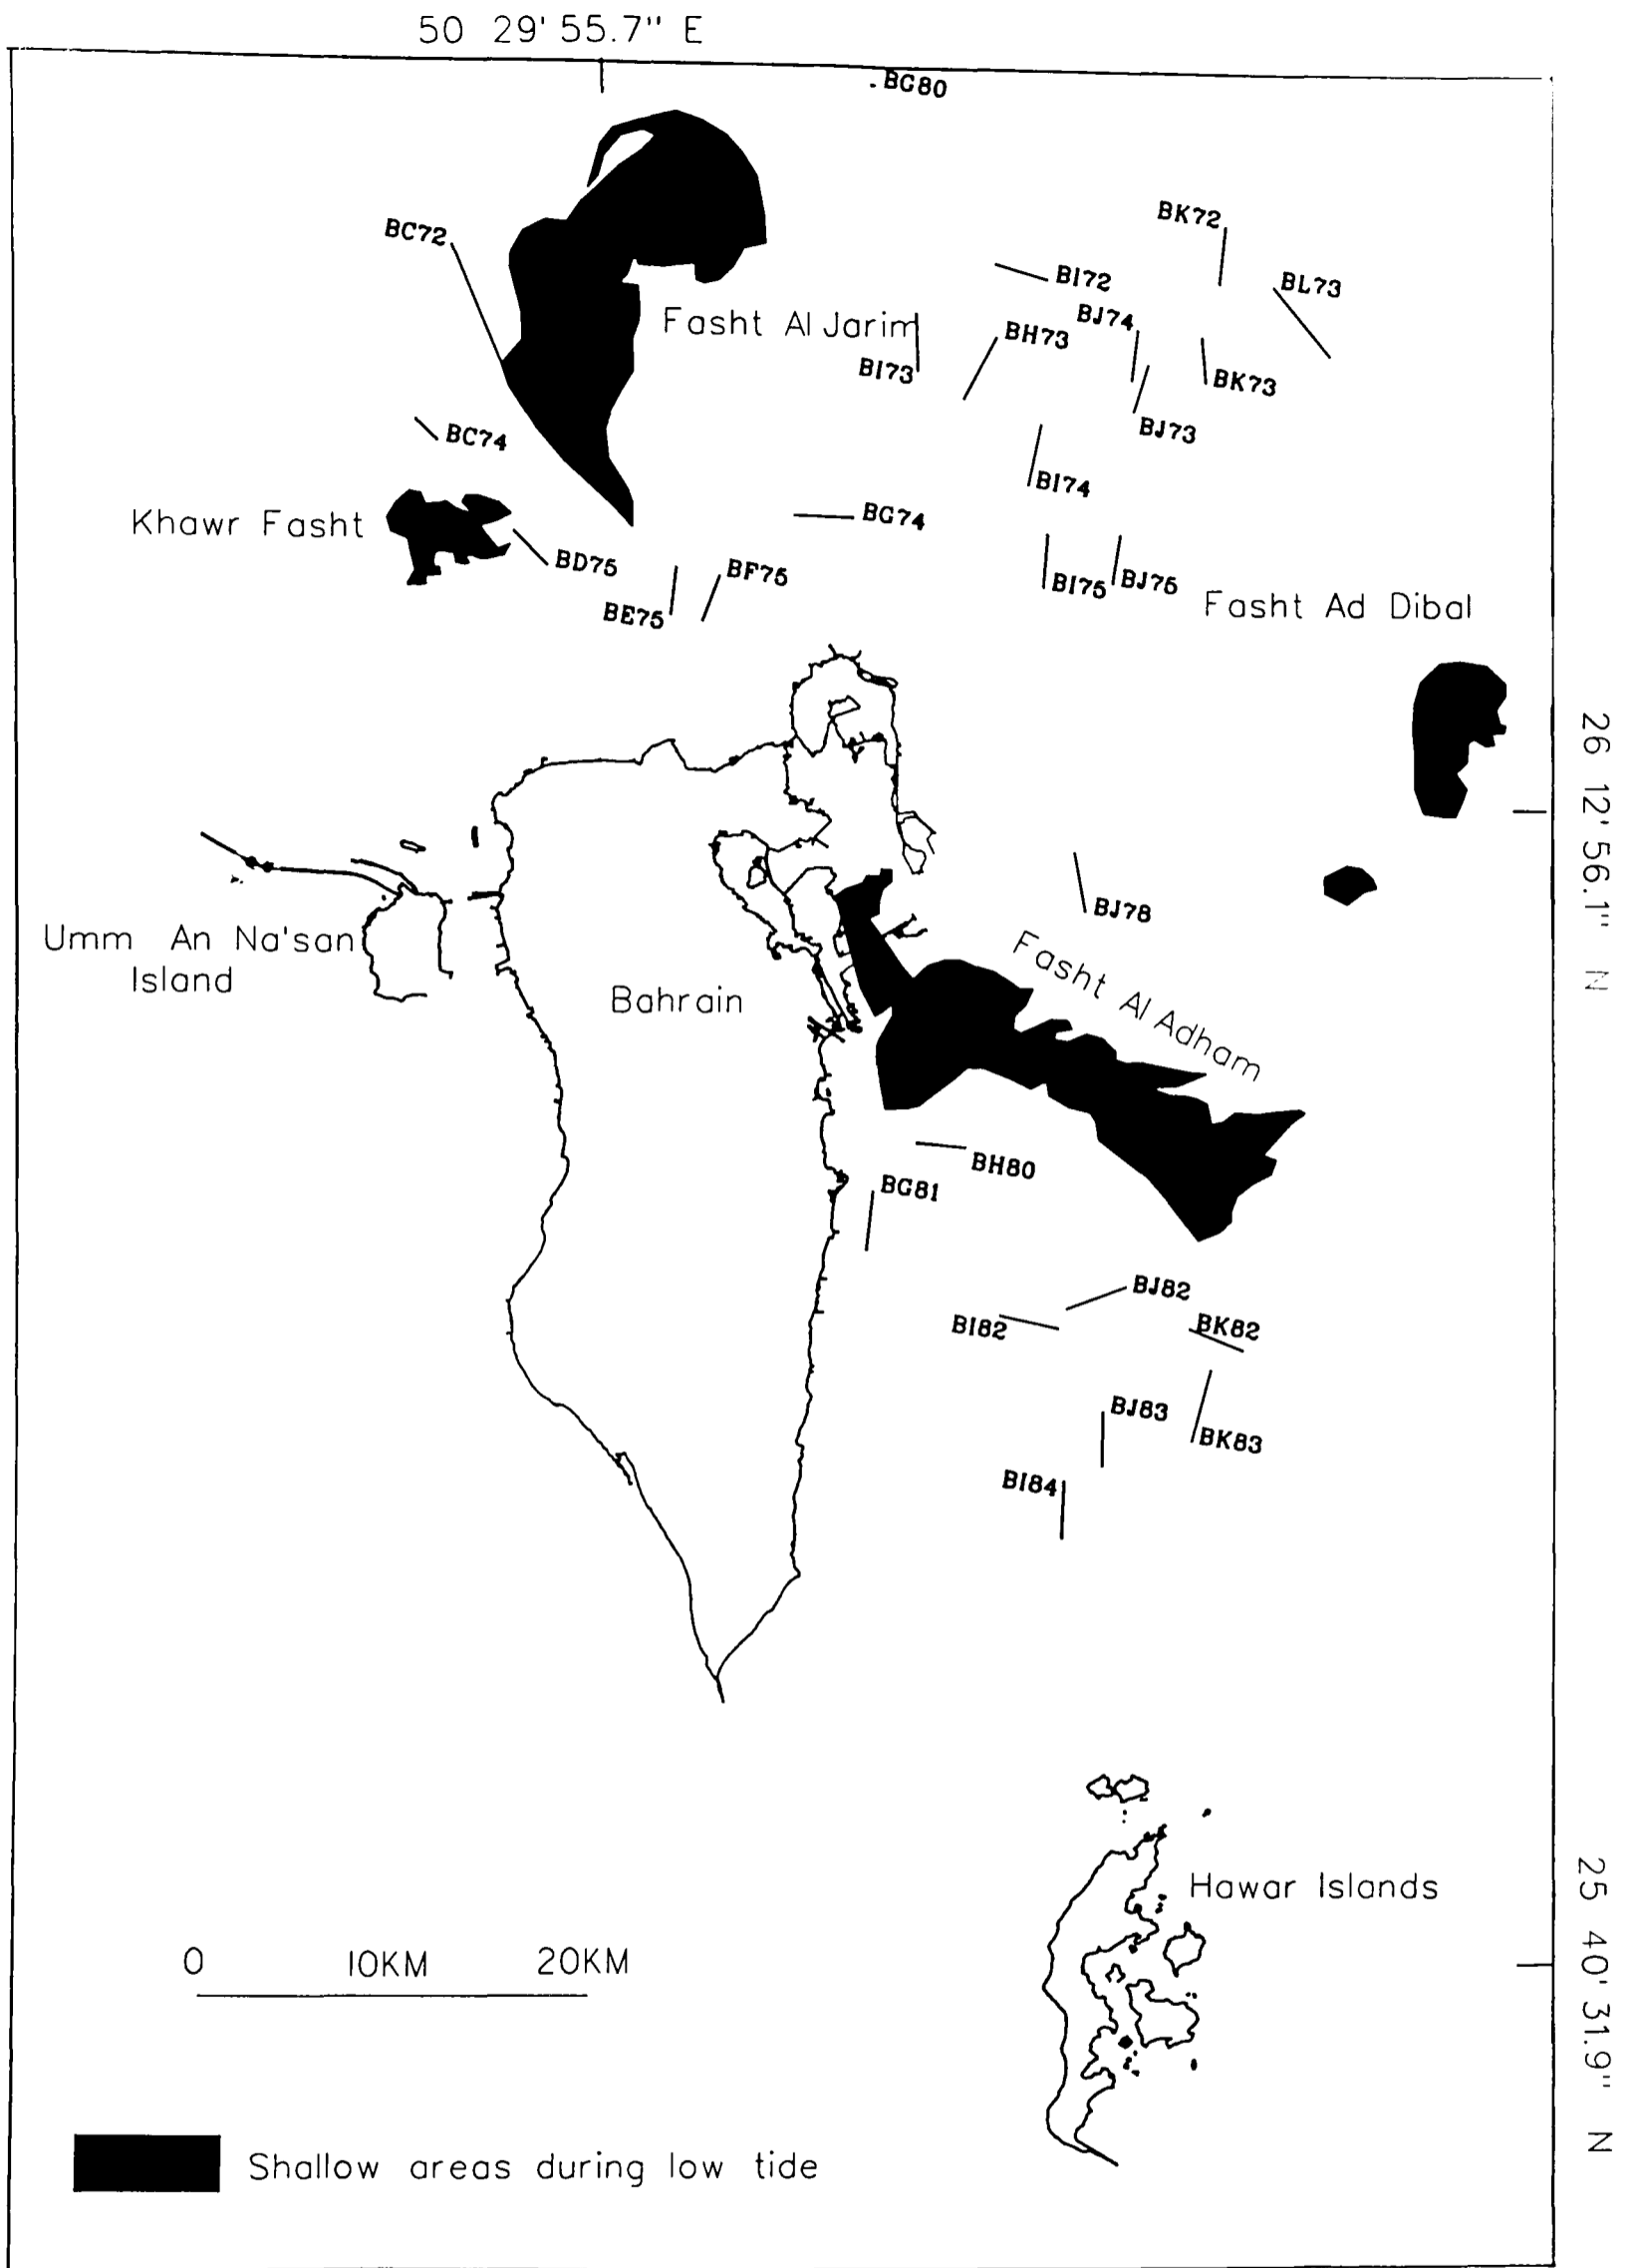 50 29' 55.7" E
BG80
BK72
BC72
BI72
BL73
BJ74
Fasht Al Jarim
BH73
BI73
BK73
BJ73
BC74
BI74
BG74
Khawr Fasht
BD75
BF75
BI75
BJ75
BE75
Fasht Ad Dibal
26 12' 56.1" N
BJ78
Umm An Na'san
Island
Bahrain
Fasht Al Adham
BH80
BG81
BJ82
BI82
BK82
BJ83
BK83
BI84
Hawar Islands
25 40' 31.9" N
0 10KM 20KM
Shallow areas during low tide